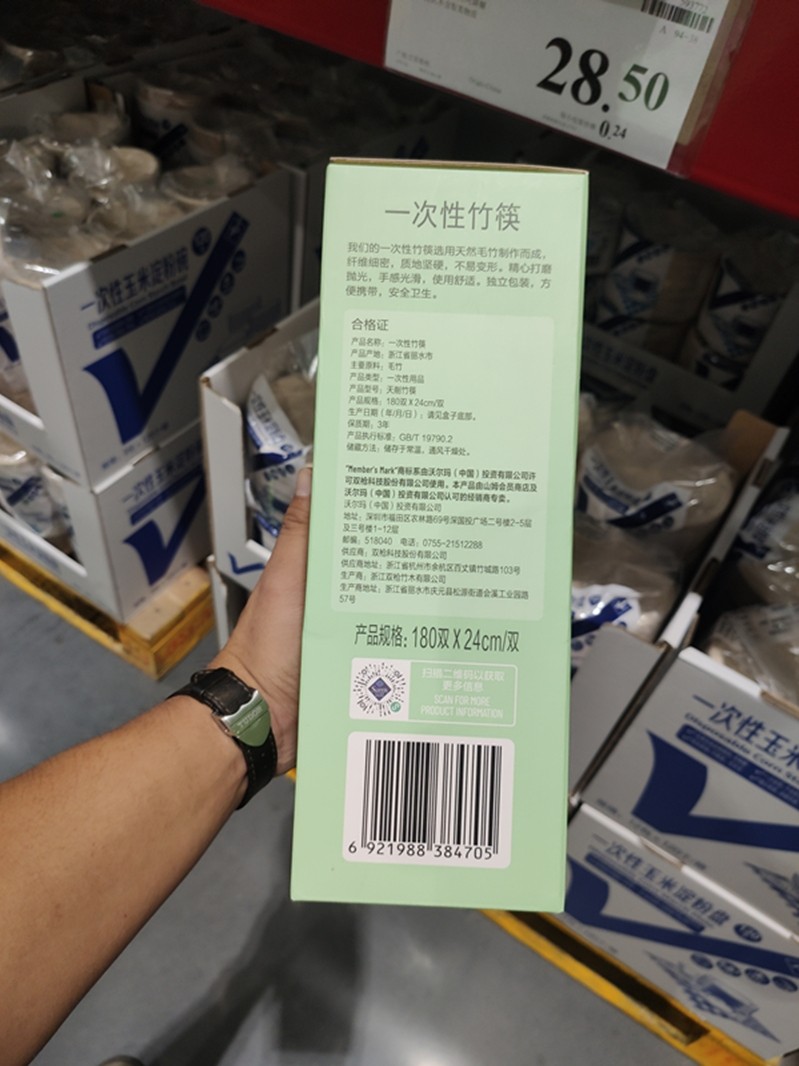 28.50
0.24
一次性竹筷
我们的一次性竹筷选用天然毛竹制作而成，
纤维细密，质地坚硬，不易变形。精心打磨
抛光，手感光滑，使用舒适。独立包装，方
便携带，安全卫生。
合格证
产品名称：一次性竹筷
产品产地：浙江省丽水市
主要原料：毛竹
产品类型：一次性用品
产品型号：天削竹筷
产品规格：180双X24cm/双
生产日期（年/月/日）：请见盒子底部。
保质期：3年
产品执行标准：GB/T 19790.2
储藏方法：储存于常温，通风干燥处。
"Member's Mark"商标系由沃尔玛（中国）投资有限公司许
可双枪科技股份有限公司使用。本产品由山姆会员商店及
沃尔玛（中国）投资有限公司认可的经销商专卖。
沃尔玛（中国）投资有限公司
地址：深圳市福田区农林路69号深国投广场二号楼2-5层
及三号楼1-12层
邮编：518040 电话：0755-21512288
供应商：双枪科技股份有限公司
供应商地址：浙江省杭州市余杭区百丈镇竹城路103号
生产商：浙江双枪竹木有限公司
生产商地址：浙江省丽水市庆元县松源街道会溪工业园路
57号
产品规格：180双X24cm/双
扫描二维码以获取
更多信息
SCAN FOR MORE
PRODUCT INFORMATION
6 921988 384705
一次性玉米淀粉碗
一次性玉米
一次性玉米淀粉盘